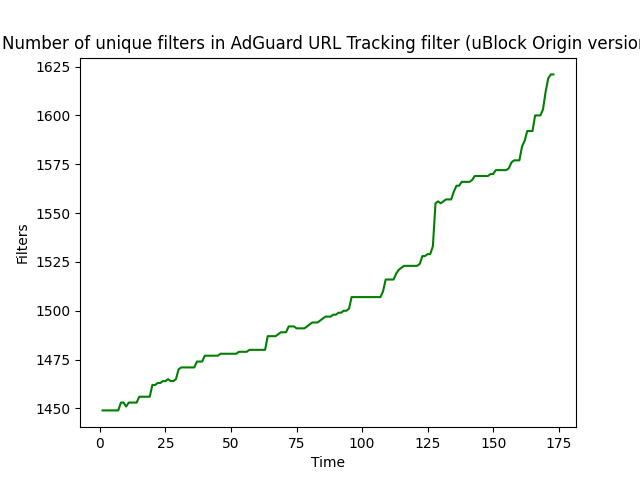 Number of unique filters in AdGuard URL Tracking filter (uBlock Origin version
1625
1600
1575
1550
1525
1500
1475
1450
Filters
0 25 50 75 100 125 150 175
Time